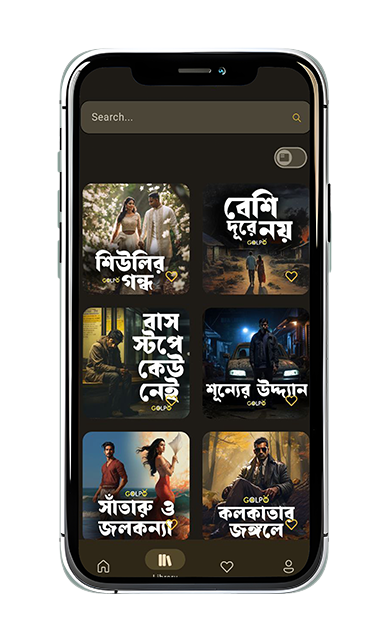 Search...
শিউলির
গন্ধ
GOLPO
বেশি
দূরে নয়
GOLPO
বাস
স্টপে
কেউ
নেই
GOLPO
GOLPO
শূন্যের উদ্দ্যান
GOLPO
সাঁতারু ও
জলকন্যা
GOLPO
কলকাতার
জঙ্গলে
Library